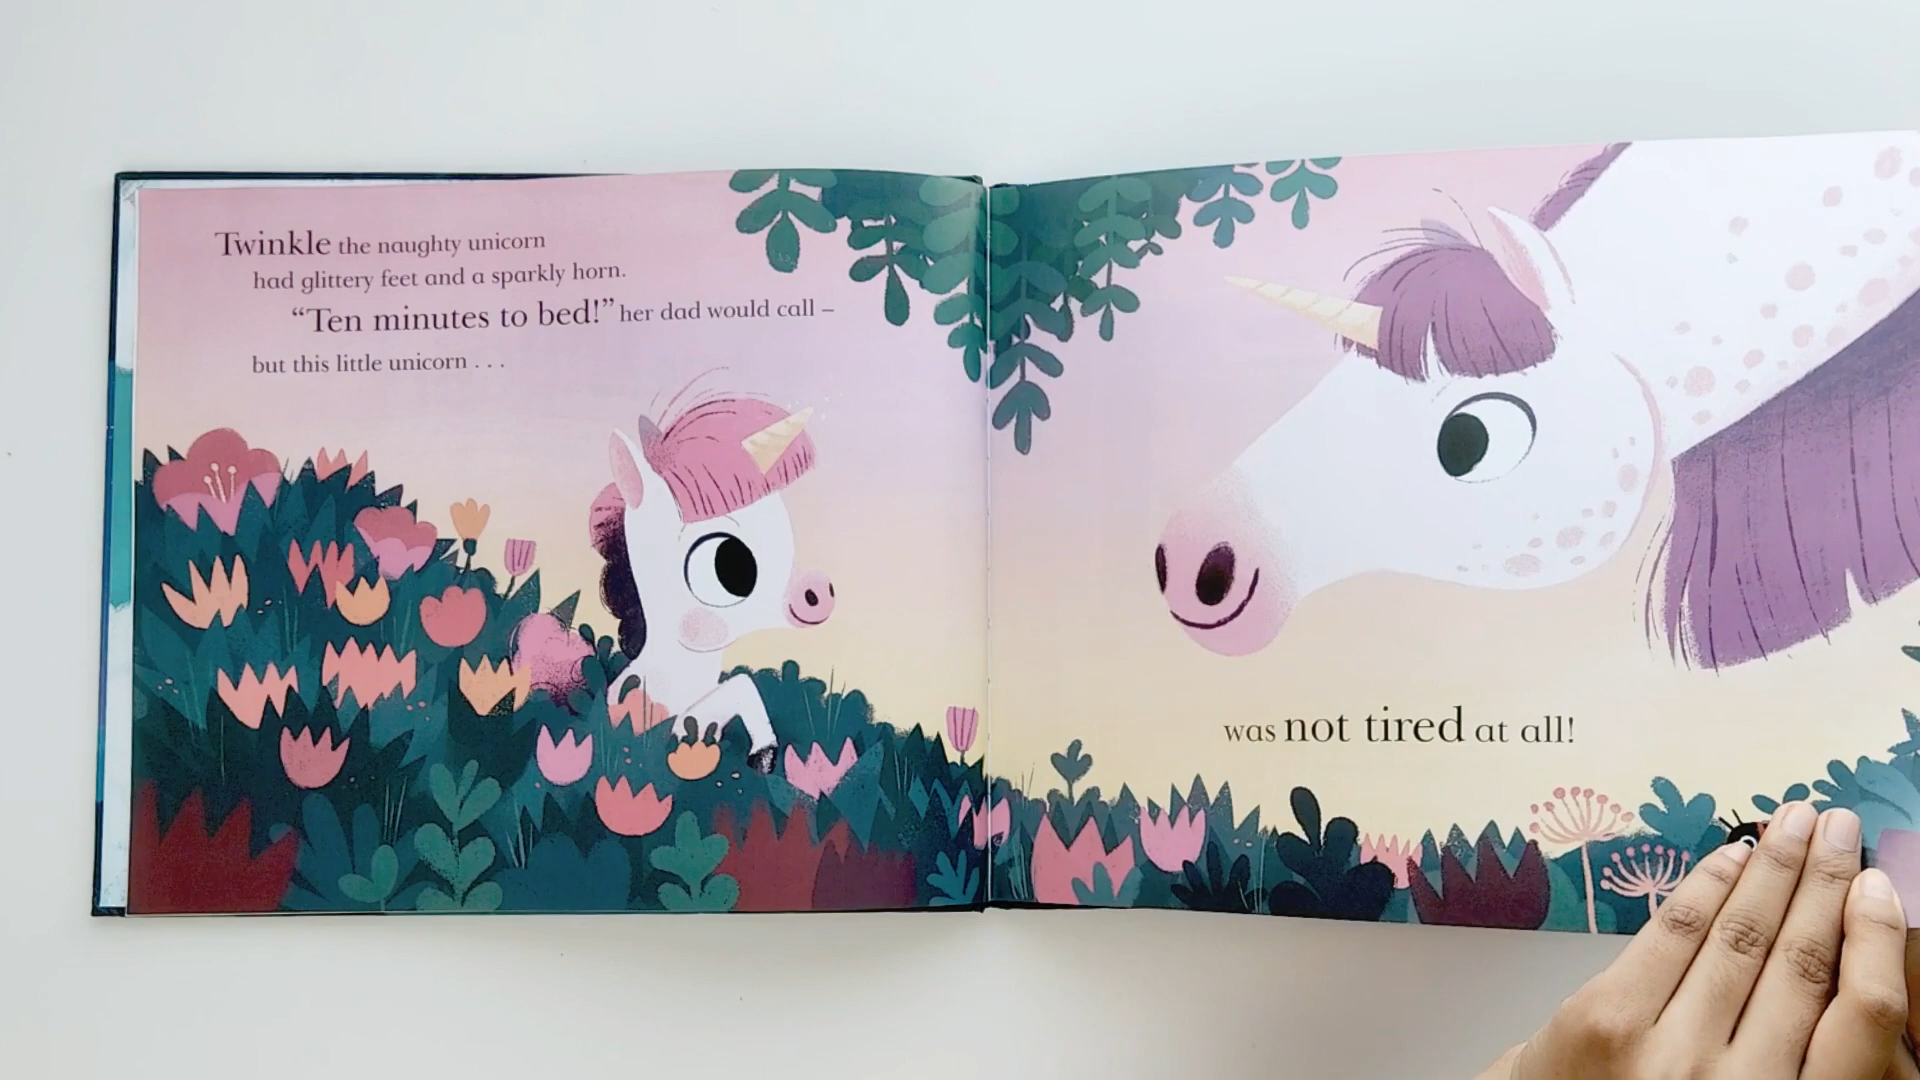 Twinkle the naughty unicorn
had glittery feet and a sparkly horn.
“Ten minutes to bed!” her dad would call –
but this little unicorn . . .
was not tired at all!